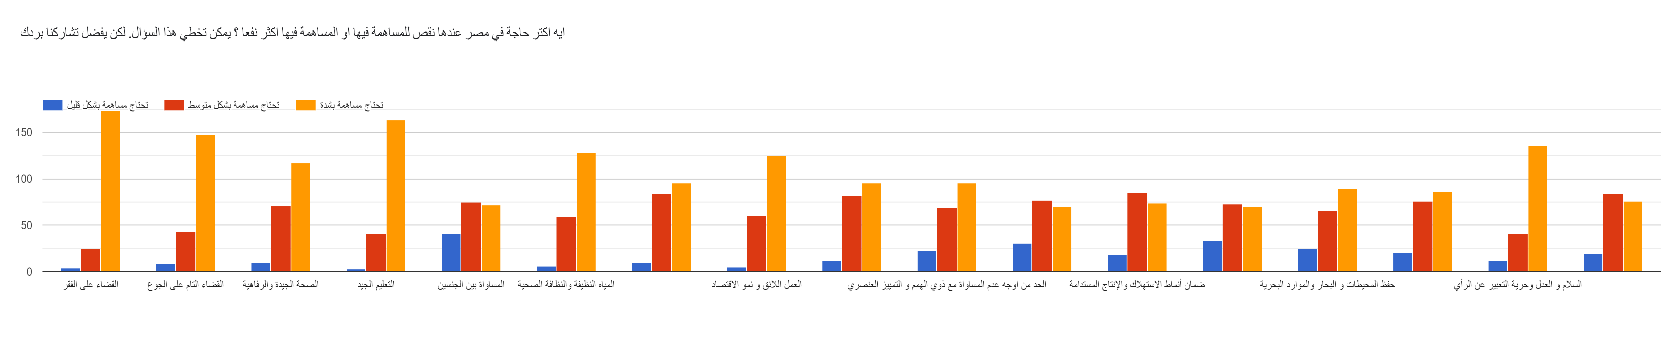 ايه اكتر حاجة في مصر عندها نقص للمساهمة فيها او المساهمة فيها اكثر نفعا ؟ يمكن تخطي هذا السؤال. لكن يفضل تشاركنا بردك
تحتاج مساهمة بشكل قليل
تحتاج مساهمة بشكل متوسط
تحتاج مساهمة بشدة
150
100
50
0
القضاء على الفقر
القضاء التام على الجوع
الصحة الجيدة والرفاهية
التعليم الجيد
المساواة بين الجنسين
المياه النظيفة والنظافة الصحية
العمل اللائق و نمو الاقتصاد
الحد من اوجه عدم المساواة مع ذوي الهمم و التمييز العنصري
ضمان أنماط الاستهلاك والإنتاج المستدامة
حفظ المحيطات و البحار والموارد البحرية
السلام و العدل وحرية التعبير عن الرأي